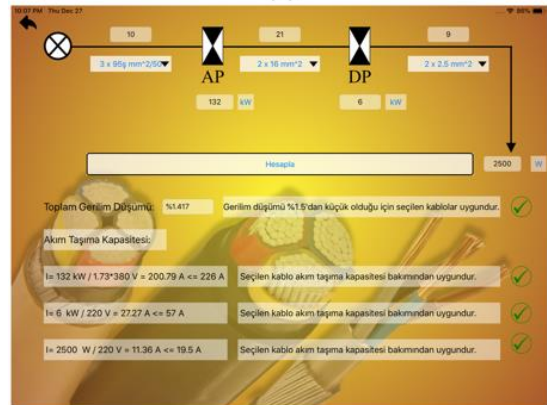 10:07 PM Thu Dec 27
86%
10
21
9
3 x 95ş mm^2/50
2 x 16 mm^2
2 x 2.5 mm^2
AP
DP
132 kW
6 kW
Hesapla
2500 W
Toplam Gerilim Düşümü: %1.417 Gerilim düşümü %1.5'dan küçük olduğu için seçilen kablolar uygundur.
Akım Taşıma Kapasitesi:
I= 132 kW / 1.73*380 V = 200.79 A <= 226 A Seçilen kablo akım taşıma kapasitesi bakımından uygundur.
I= 6 kW / 220 V = 27.27 A <= 57 A Seçilen kablo akım taşıma kapasitesi bakımından uygundur.
I= 2500 W / 220 V = 11.36 A <= 19.5 A Seçilen kablo akım taşıma kapasitesi bakımından uygundur.